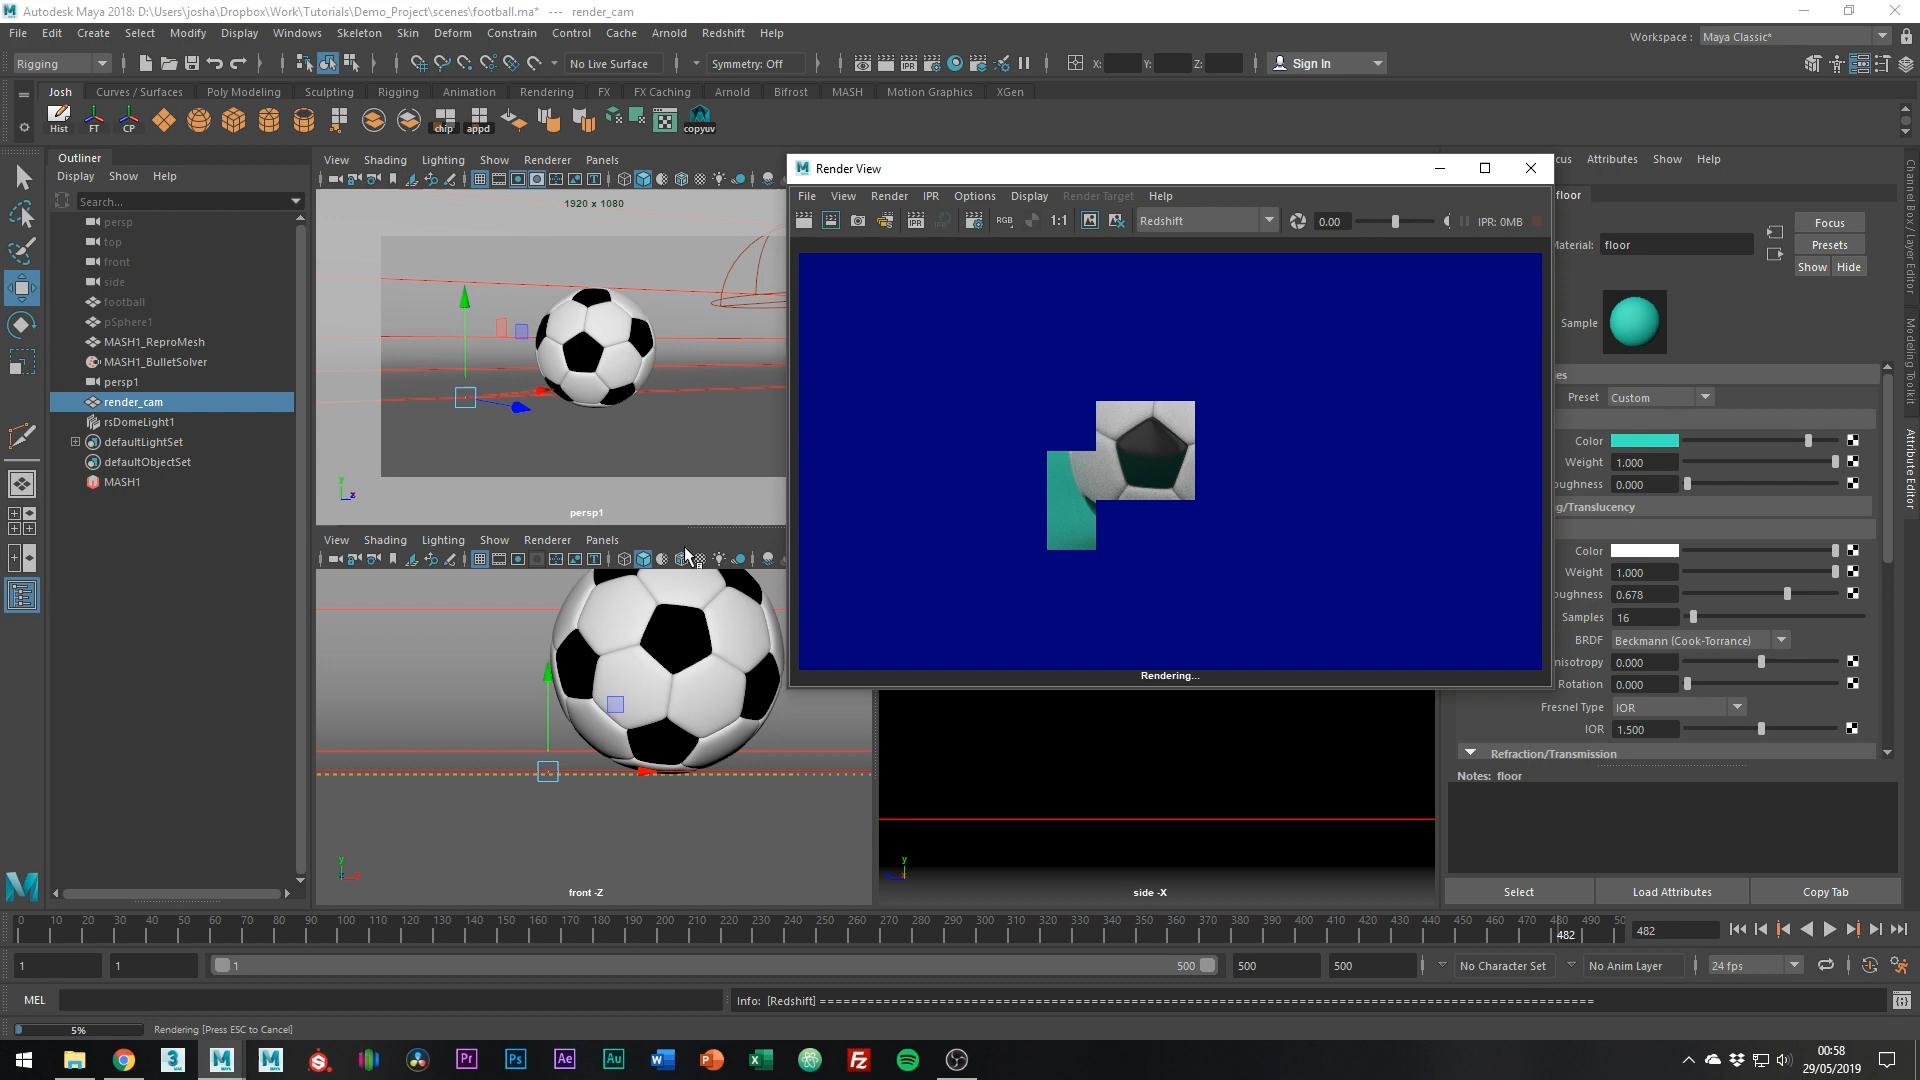 Autodesk Maya 2018: D:\Users\josha\Dropbox\Work\Tutorials\Demo_Project\scenes\football.ma* --- render_cam
File Edit Create Select Modify Display Windows Skeleton Skin Deform Constrain Control Cache Arnold Redshift Help
Workspace : Maya Classic*
Rigging No Live Surface Symmetry: Off X: Y: Z: Sign In
Josh Curves / Surfaces Poly Modeling Sculpting Rigging Animation Rendering FX FX Caching Arnold Bifrost MASH Motion Graphics XGen
Hist FT CP chip appd copyuv
Outliner
Display Show Help
Search...
persp
top
front
side
football
pSphere1
MASH1_ReproMesh
MASH1_BulletSolver
persp1
render_cam
rsDomeLight1
defaultLightSet
defaultObjectSet
MASH1
View Shading Lighting Show Renderer Panels
1920 x 1080
persp1
View Shading Lighting Show Renderer Panels
front -Z
side -X
Render View
File View Render IPR Options Display Render Target Help
IPR RGB 1:1 Redshift 0.00 IPR: 0MB
Rendering...
cus Attributes Show Help
floor
Material: floor
Focus
Presets
Show Hide
Sample
es
Preset Custom
Color
Weight 1.000
oughness 0.000
g/Translucency
Color
Weight 1.000
oughness 0.678
Samples 16
BRDF Beckmann (Cook-Torrance)
nisotropy 0.000
Rotation 0.000
Fresnel Type IOR
IOR 1.500
Refraction/Transmission
Notes: floor
Select Load Attributes Copy Tab
Channel Box / Layer Editor
Modeling Toolkit
Attribute Editor
0 10 20 30 40 50 60 70 80 90 100 110 120 130 140 150 160 170 180 190 200 210 220 230 240 250 260 270 280 290 300 310 320 330 340 350 360 370 380 390 400 410 420 430 440 450 460 470 480 490 50
482
482
1 1 1 500 500 500 No Character Set No Anim Layer 24 fps
MEL
Info: [Redshift] ==========================================================================================
5% Rendering [Press ESC to Cancel]
00:58
29/05/2019